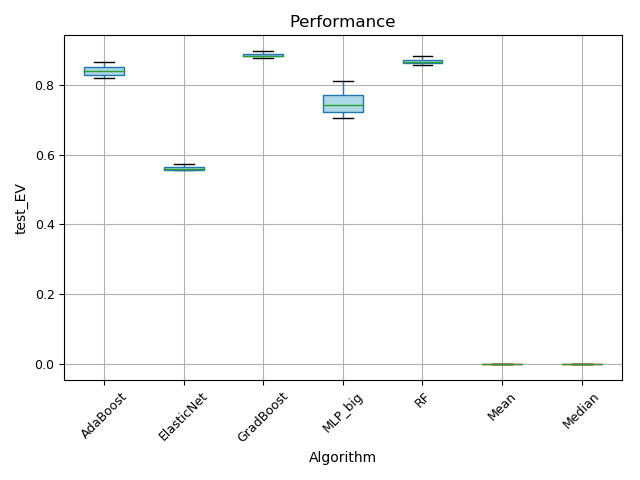 Performance
test_EV
0.8
0.6
0.4
0.2
0.0
AdaBoost
ElasticNet
GradBoost
MLP_big
RF
Mean
Median
Algorithm